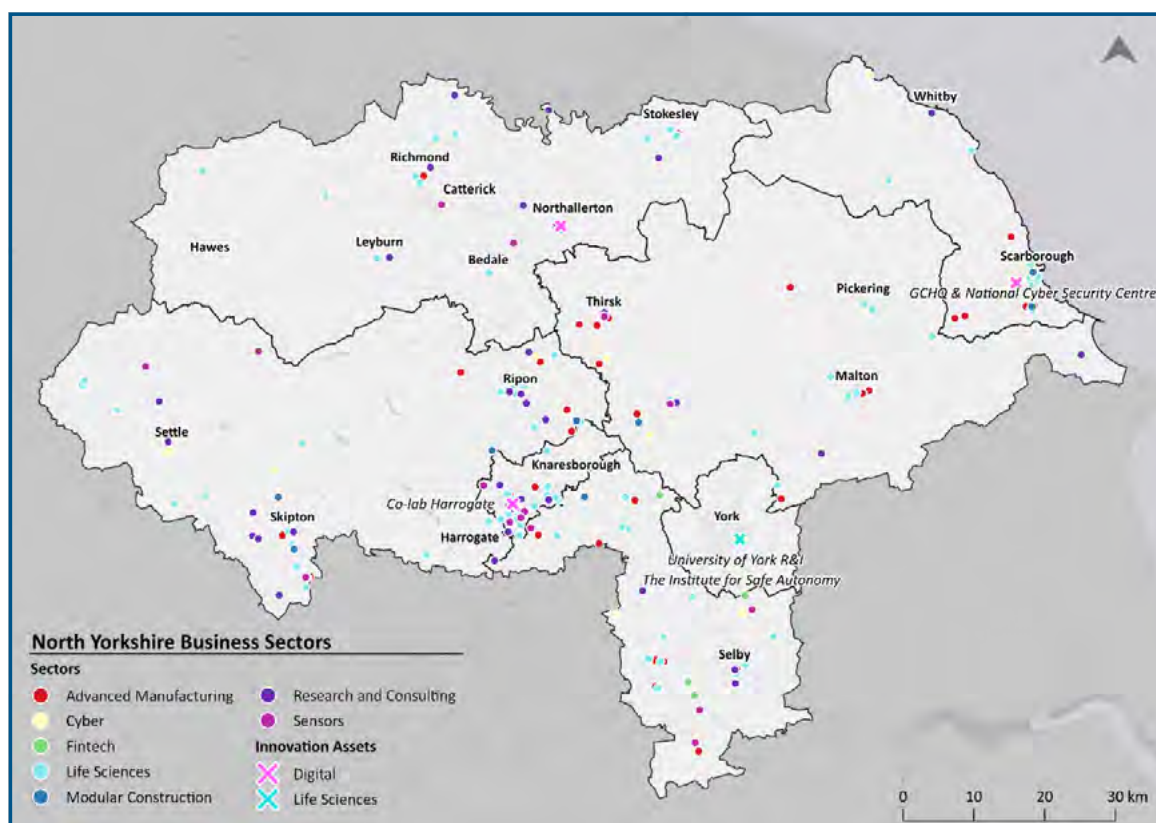 Whitby
Stokesley
Richmond
Catterick
Northallerton
Hawes
Leyburn
Bedale
Scarborough
GCHQ & National Cyber Security Centre
Pickering
Thirsk
Malton
Ripon
Settle
Knaresborough
Co-lab Harrogate
Skipton
Harrogate
York
University of York R&I
The Institute for Safe Autonomy
Selby
North Yorkshire Business Sectors
Sectors
Advanced Manufacturing
Cyber
Fintech
Life Sciences
Modular Construction
Research and Consulting
Sensors
Innovation Assets
Digital
Life Sciences
0 10 20 30 km